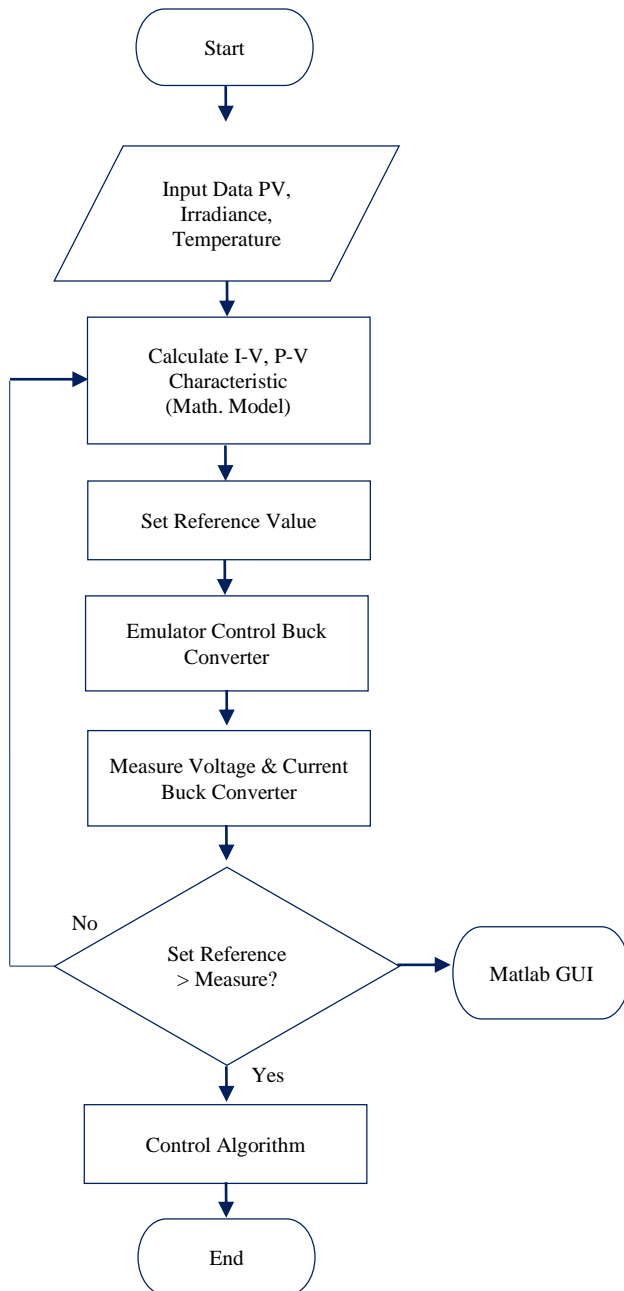 Start
Input Data PV,
Irradiance,
Temperature
Calculate I-V, P-V
Characteristic
(Math. Model)
Set Reference Value
Emulator Control Buck
Converter
Measure Voltage & Current
Buck Converter
No
Set Reference
> Measure?
Matlab GUI
Yes
Control Algorithm
End